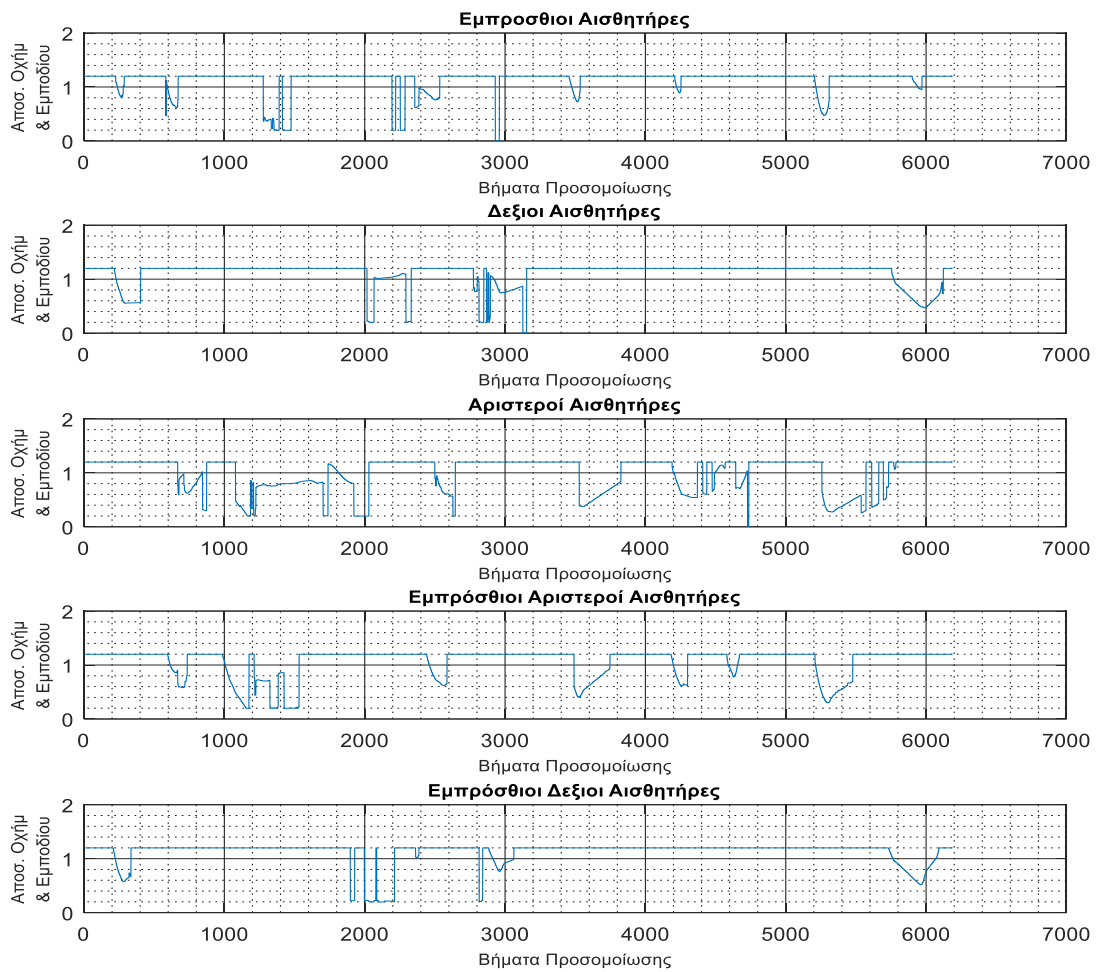 Εμπροσθιοι Αισθητήρες
Αποσ. Οχήμ
& Εμποδίου
2
1
0
0 1000 2000 3000 4000 5000 6000 7000
Βήματα Προσομοίωσης
Δεξιοι Αισθητήρες
Αποσ. Οχήμ
& Εμποδίου
2
1
0
0 1000 2000 3000 4000 5000 6000 7000
Βήματα Προσομοίωσης
Αριστεροί Αισθητήρες
Αποσ. Οχήμ
& Εμποδίου
2
1
0
0 1000 2000 3000 4000 5000 6000 7000
Βήματα Προσομοίωσης
Εμπρόσθιοι Αριστεροί Αισθητήρες
Αποσ. Οχήμ
& Εμποδίου
2
1
0
0 1000 2000 3000 4000 5000 6000 7000
Βήματα Προσομοίωσης
Εμπρόσθιοι Δεξιοι Αισθητήρες
Αποσ. Οχήμ
& Εμποδίου
2
1
0
0 1000 2000 3000 4000 5000 6000 7000
Βήματα Προσομοίωσης